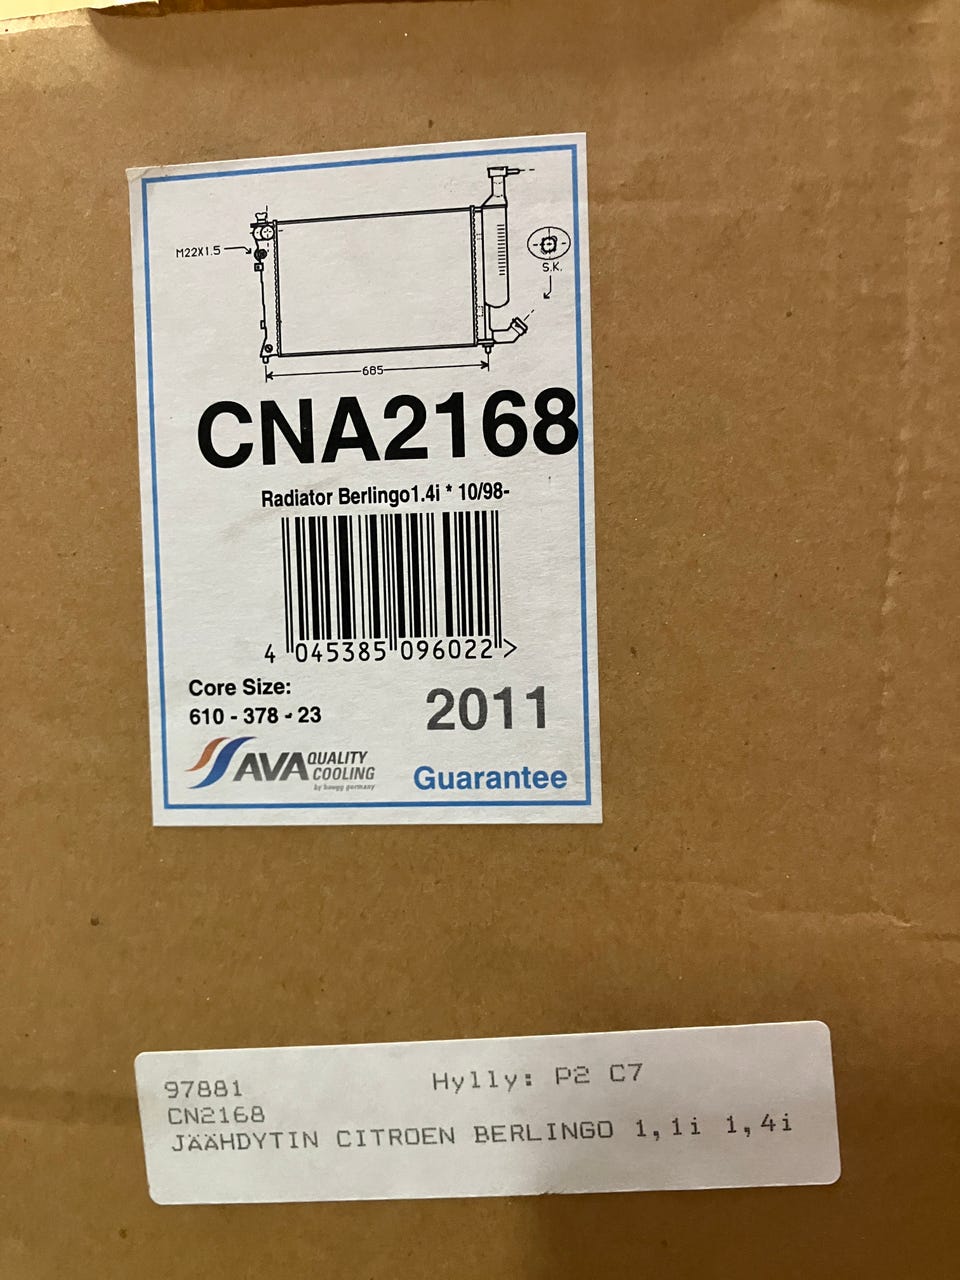 M22X1.5
S.K.
685
CNA2168
Radiator Berlingo1.4i * 10/98-
4 045385 096022 >
Core Size:
610 - 378 - 23
2011
AVA QUALITY
COOLING
Guarantee
97881 Hylly: P2 C7
CN2168
JÄÄHDYTIN CITROEN BERLINGO 1,1i 1,4i